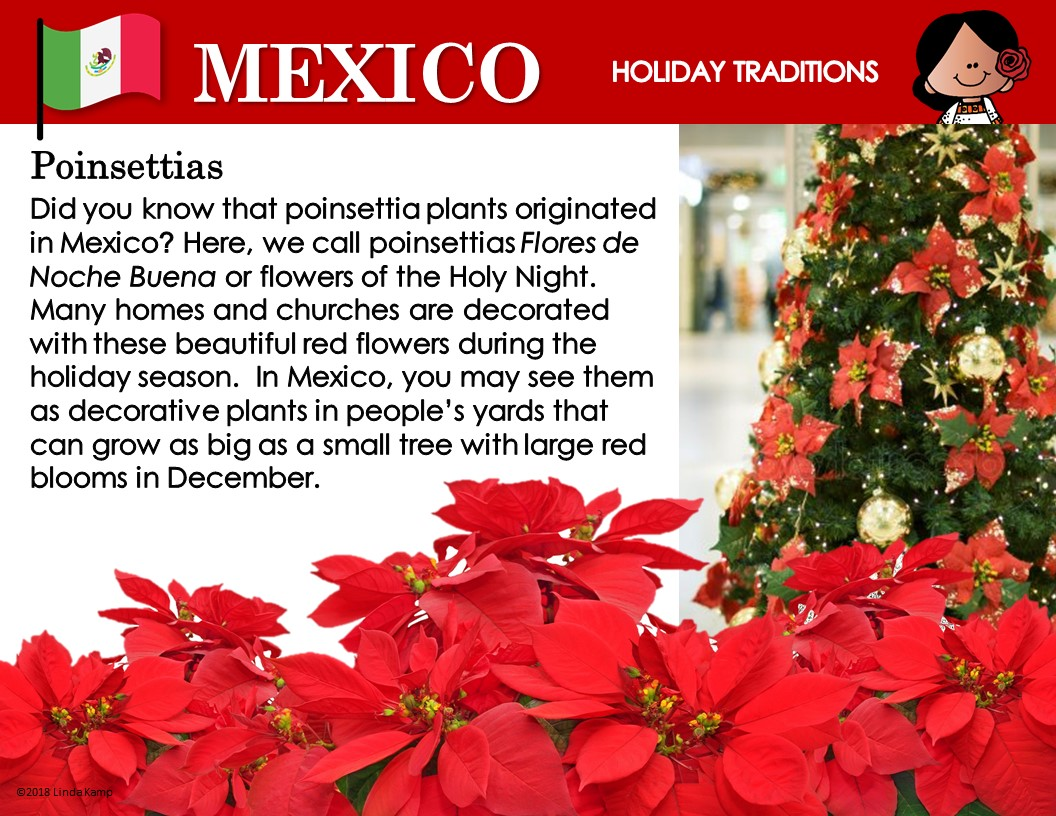 MEXICO
HOLIDAY TRADITIONS
Poinsettias
Did you know that poinsettia plants originated
in Mexico? Here, we call poinsettias Flores de
Noche Buena or flowers of the Holy Night.
Many homes and churches are decorated
with these beautiful red flowers during the
holiday season.  In Mexico, you may see them
as decorative plants in people's yards that
can grow as big as a small tree with large red
blooms in December.
©2018 Linda Kamp